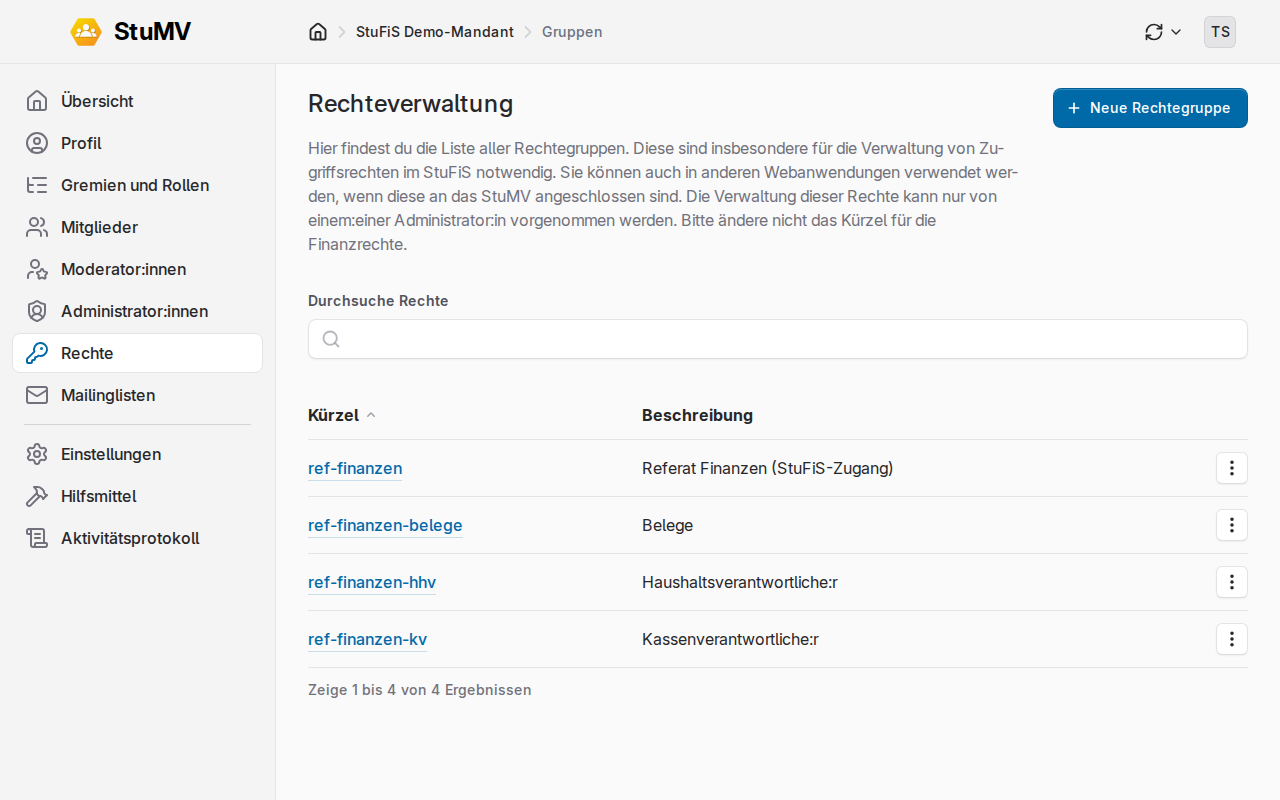 StuMV
StuFiS Demo-Mandant
Gruppen
TS
Übersicht
Profil
Gremien und Rollen
Mitglieder
Moderator:innen
Administrator:innen
Rechte
Mailinglisten
Einstellungen
Hilfsmittel
Aktivitätsprotokoll
Rechteverwaltung
Neue Rechtegruppe
Hier findest du die Liste aller Rechtegruppen. Diese sind insbesondere für die Verwaltung von Zu-
griffsrechten im StuFiS notwendig. Sie können auch in anderen Webanwendungen verwendet wer-
den, wenn diese an das StuMV angeschlossen sind. Die Verwaltung dieser Rechte kann nur von
einem:einer Administrator:in vorgenommen werden. Bitte ändere nicht das Kürzel für die
Finanzrechte.
Durchsuche Rechte
Kürzel Beschreibung
ref-finanzen Referat Finanzen (StuFiS-Zugang)
ref-finanzen-belege Belege
ref-finanzen-hhv Haushaltsverantwortliche:r
ref-finanzen-kv Kassenverantwortliche:r
Zeige 1 bis 4 von 4 Ergebnissen